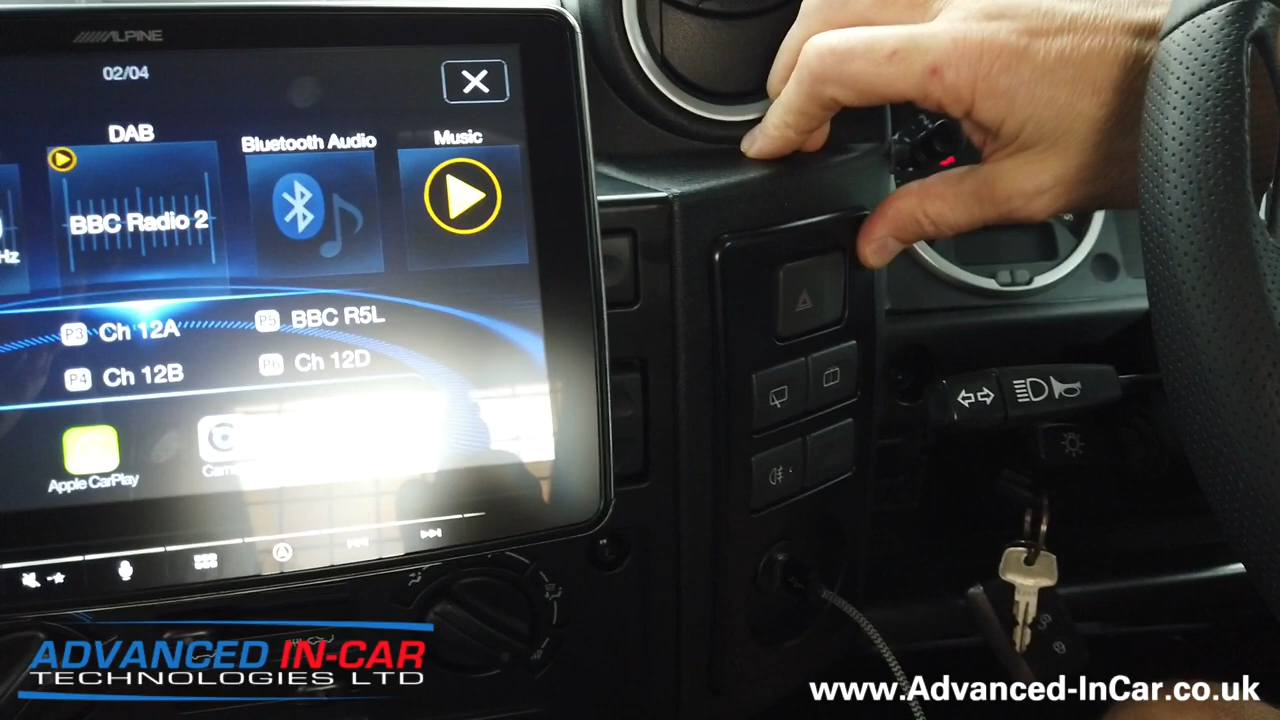 ALPINE
02/04
DAB
Bluetooth Audio
Music
BBC Radio 2
Hz
P3 Ch 12A
P5 BBC R5L
P4 Ch 12B
P6 Ch 12D
Apple CarPlay
ADVANCED IN-CAR
TECHNOLOGIES LTD
www.Advanced-InCar.co.uk